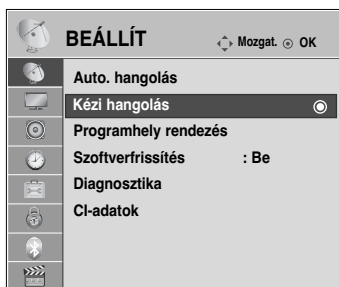 BEÁLLÍT Mozgat. OK
Auto. hangolás
Kézi hangolás
Programhely rendezés
Szoftverfrissítés : Be
Diagnosztika
CI-adatok